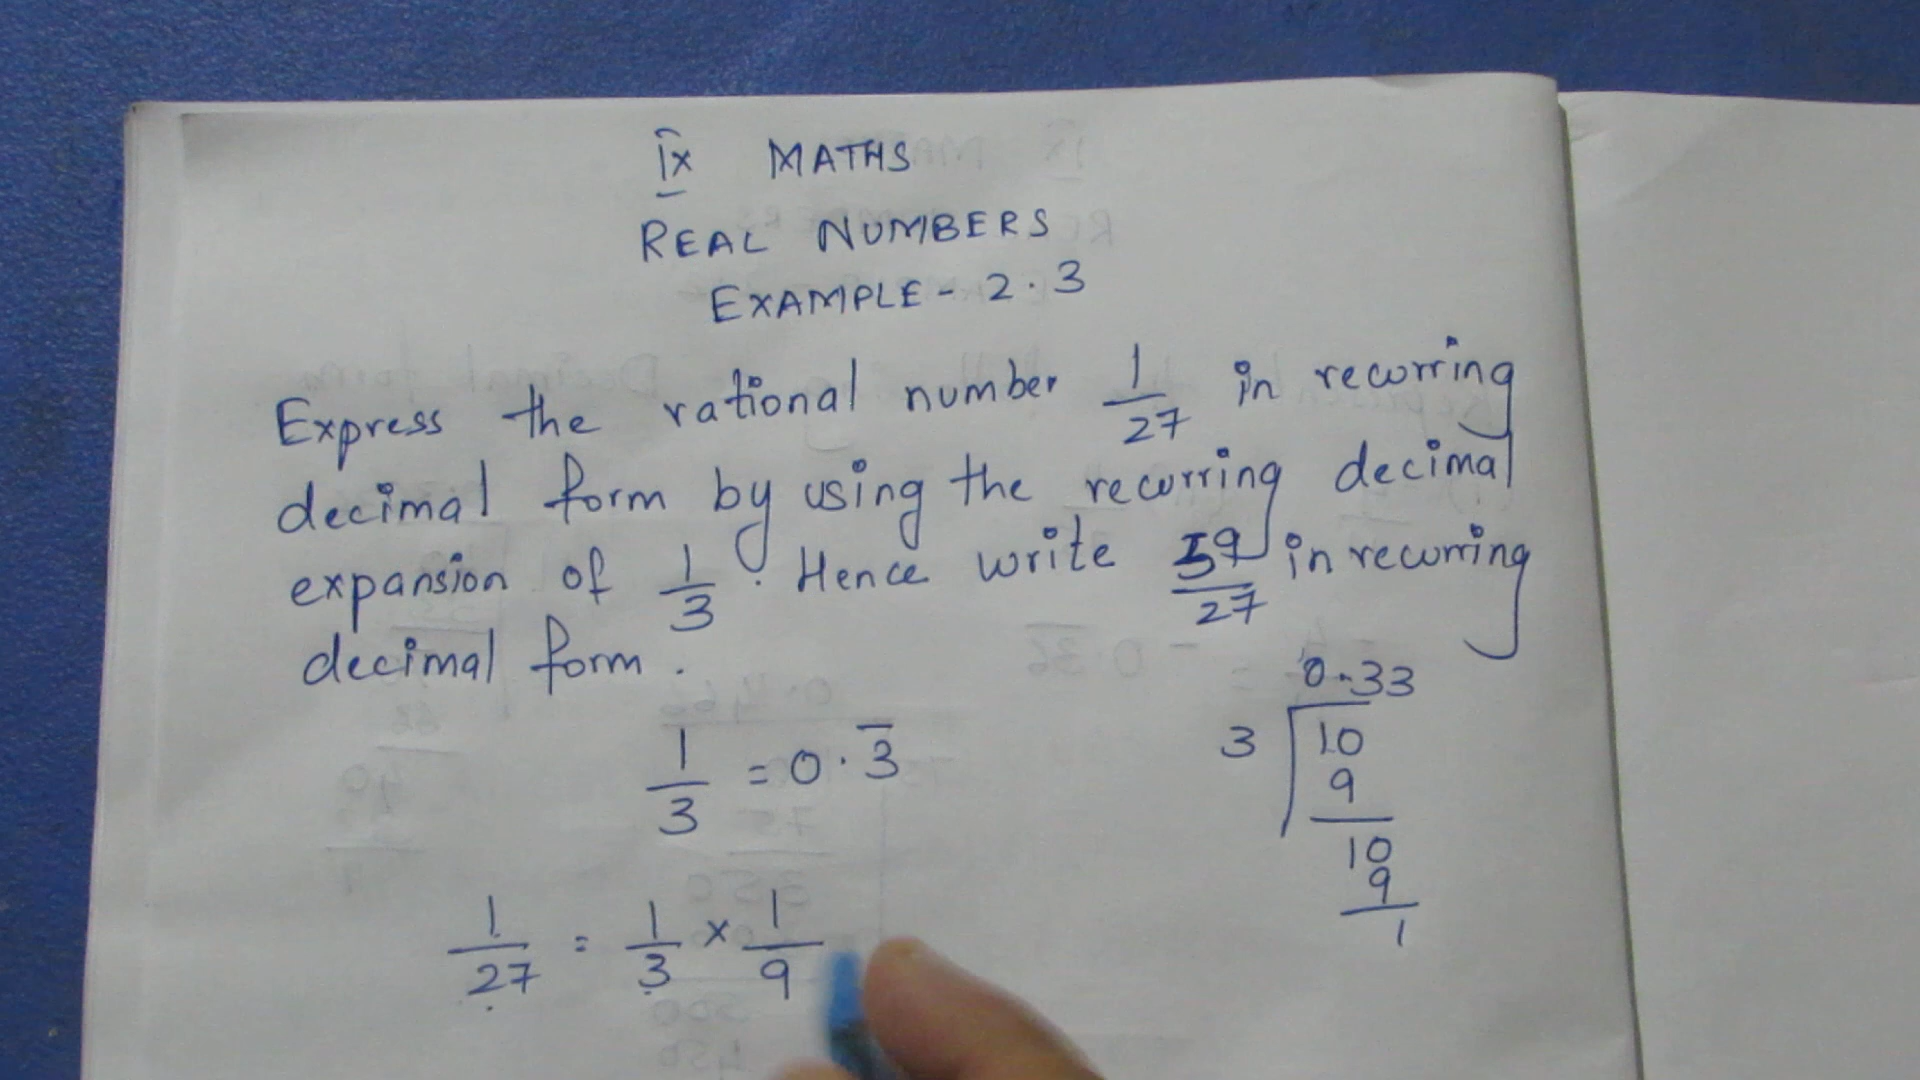 IX MATHS
REAL NUMBERS
EXAMPLE - 2.3
Express the rational number 1/27 in recurring
decimal form by using the recurring decimal
expansion of 1/3. Hence write 59/27 in recurring
decimal form.
1/3 = 0.3̅
1/27 = 1/3 × 1/9
0.33
3 10
9
10
9
1